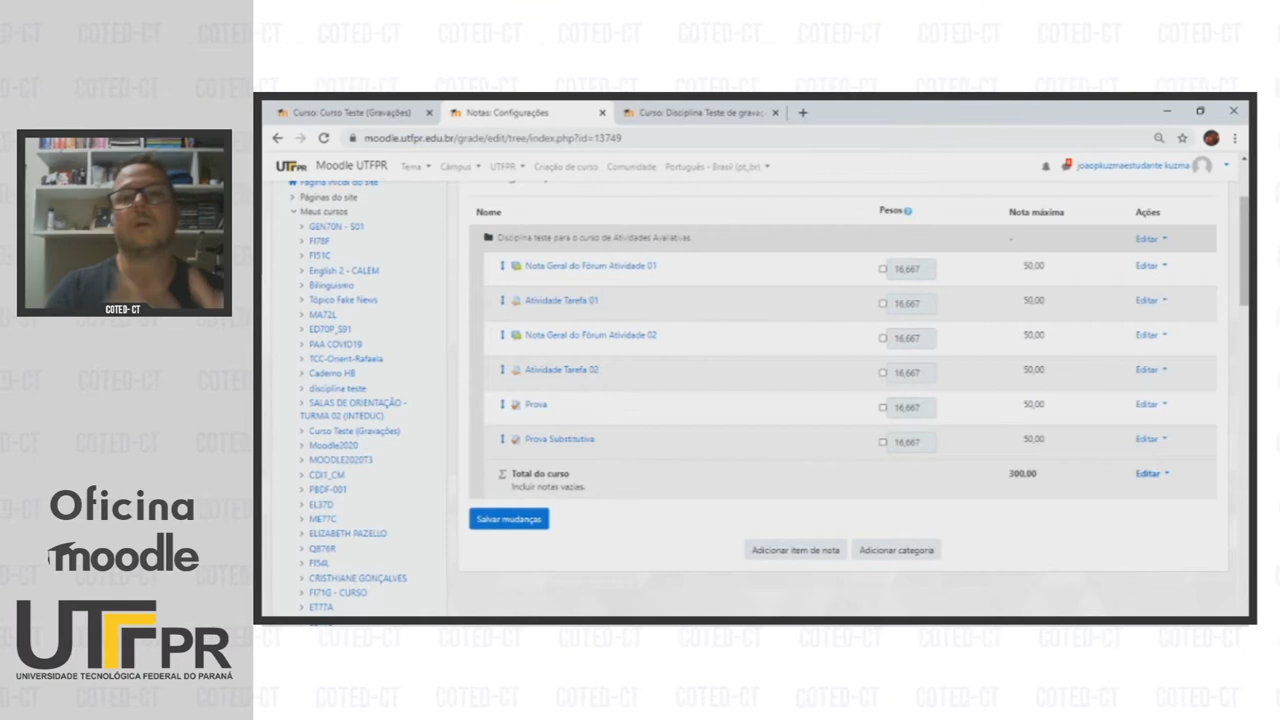 COTED-CT
Oficina
moodle
UTFPR
UNIVERSIDADE TECNOLÓGICA FEDERAL DO PARANÁ
Curso: Curso Teste (Gravações)
Notas: Configurações
Curso: Disciplina Teste de grava
moodle.utfpr.edu.br/grade/edit/tree/index.php?id=13749
UTFPR Moodle UTFPR Tema Câmpus UTFPR Criação de curso Comunidade Português - Brasil (pt_br) joaopkuzmaestudante kuzma
Página inicial do site
Páginas do site
Meus cursos
GEN70N - S01
FI78F
FI51C
English 2 - CALEM
Bilinguismo
Tópico Fake News
MA72L
ED70P_S91
PAA COVID19
TCC-Orient-Rafaela
Caderno HB
disciplina teste
SALAS DE ORIENTAÇÃO -
TURMA 02 (INTEDUC)
Curso Teste (Gravações)
Moodle2020
MOODLE2020T3
CDI1_CM
PBDF-001
EL37D
ME77C
ELIZABETH PAZELLO
QB76R
FI54L
CRISTHIANE GONÇALVES
FI71G - CURSO
ET77A
Nome Pesos Nota máxima Ações
Disciplina teste para o curso de Atividades Avaliativas - Editar
Nota Geral do Fórum Atividade 01 16,667 50,00 Editar
Atividade Tarefa 01 16,667 50,00 Editar
Nota Geral do Fórum Atividade 02 16,667 50,00 Editar
Atividade Tarefa 02 16,667 50,00 Editar
Prova 16,667 50,00 Editar
Prova Substitutiva 16,667 50,00 Editar
Σ Total do curso 300,00 Editar
Incluir notas vazias.
Salvar mudanças
Adicionar item de nota Adicionar categoria